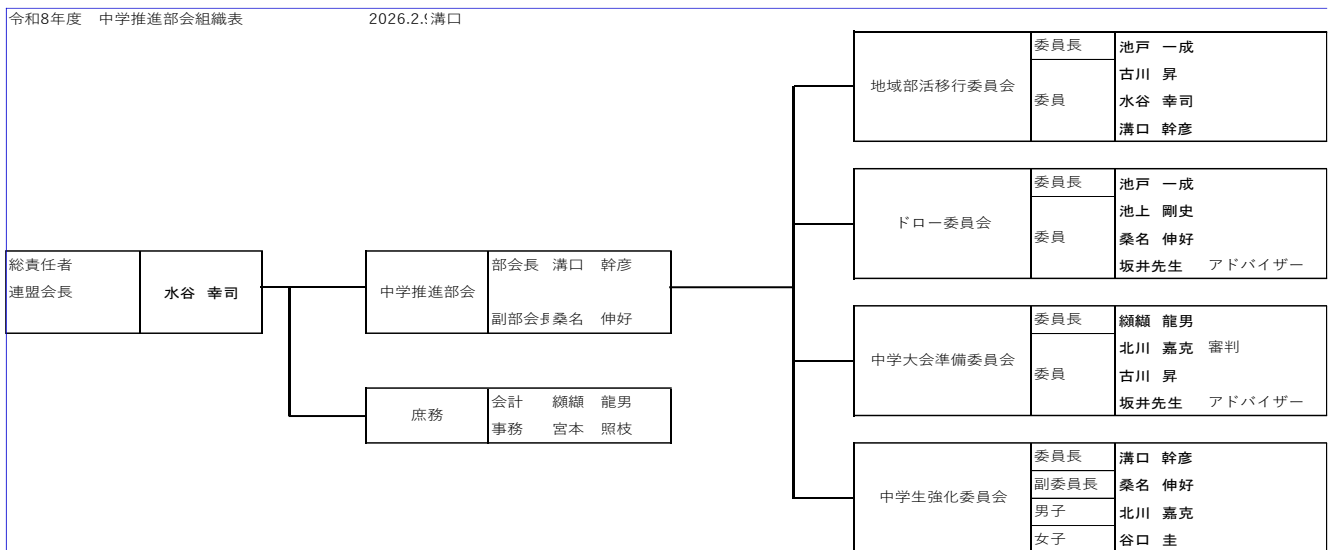 令和8年度　中学推進部会組織表　2026.2.9溝口
総責任者
連盟会長
水谷 幸司
中学推進部会
部会長 溝口 幹彦
副部会長桑名 伸好
庶務
会計 纐纈 龍男
事務 宮本 照枝
地域部活移行委員会
委員長 池戸 一成
委員
古川 昇
水谷 幸司
溝口 幹彦
ドロー委員会
委員長 池戸 一成
委員
池上 剛史
桑名 伸好
坂井先生 アドバイザー
中学大会準備委員会
委員長 纐纈 龍男
委員
北川 嘉克 審判
古川 昇
坂井先生 アドバイザー
中学生強化委員会
委員長 溝口 幹彦
副委員長 桑名 伸好
男子 北川 嘉克
女子 谷口 圭